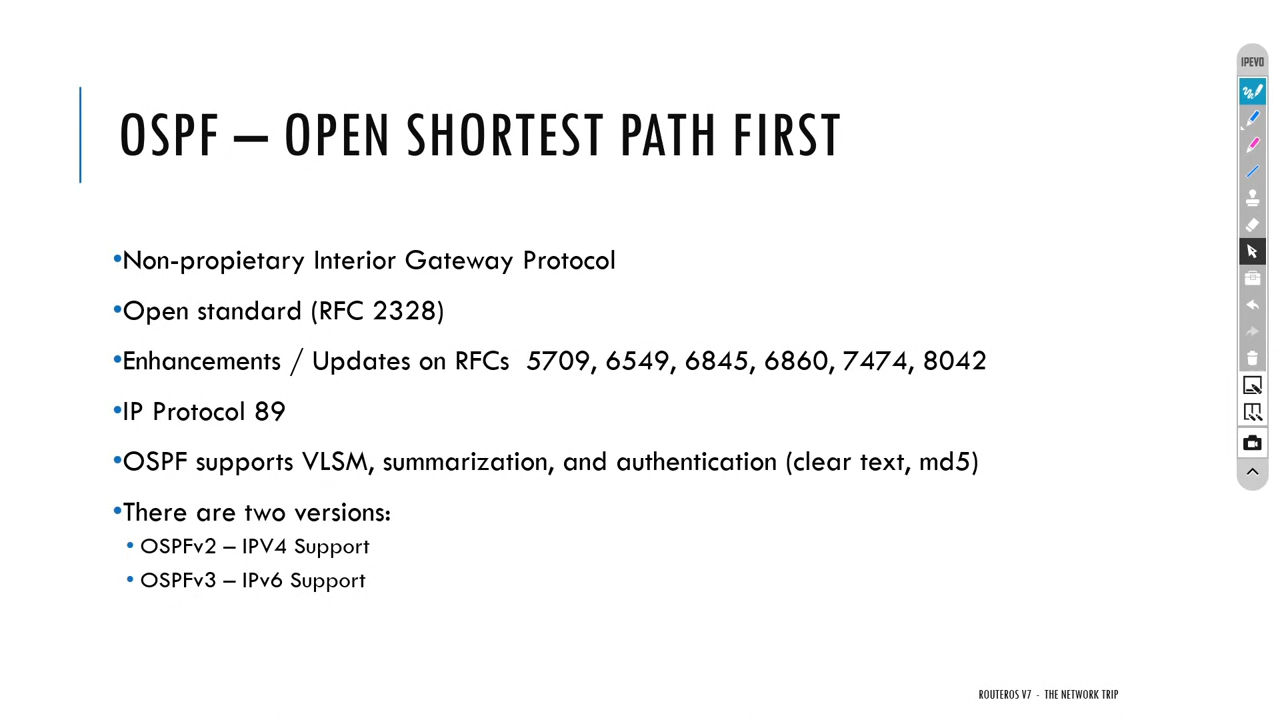 OSPF – OPEN SHORTEST PATH FIRST
•Non-propietary Interior Gateway Protocol
•Open standard (RFC 2328)
•Enhancements / Updates on RFCs 5709, 6549, 6845, 6860, 7474, 8042
•IP Protocol 89
•OSPF supports VLSM, summarization, and authentication (clear text, md5)
•There are two versions:
• OSPFv2 – IPV4 Support
• OSPFv3 – IPv6 Support
ROUTEROS V7 - THE NETWORK TRIP
IPEVO